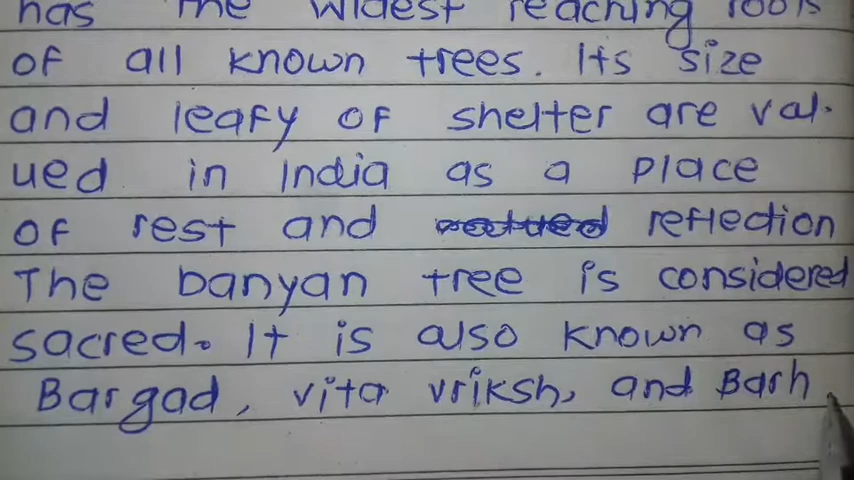 has the widest reaching roots
of all known trees. Its size
and leafy of shelter are val-
ued in India as a place
of rest and reflection
The banyan tree is considered
sacred. It is also known as
Bargad, vita vriksh, and Barh